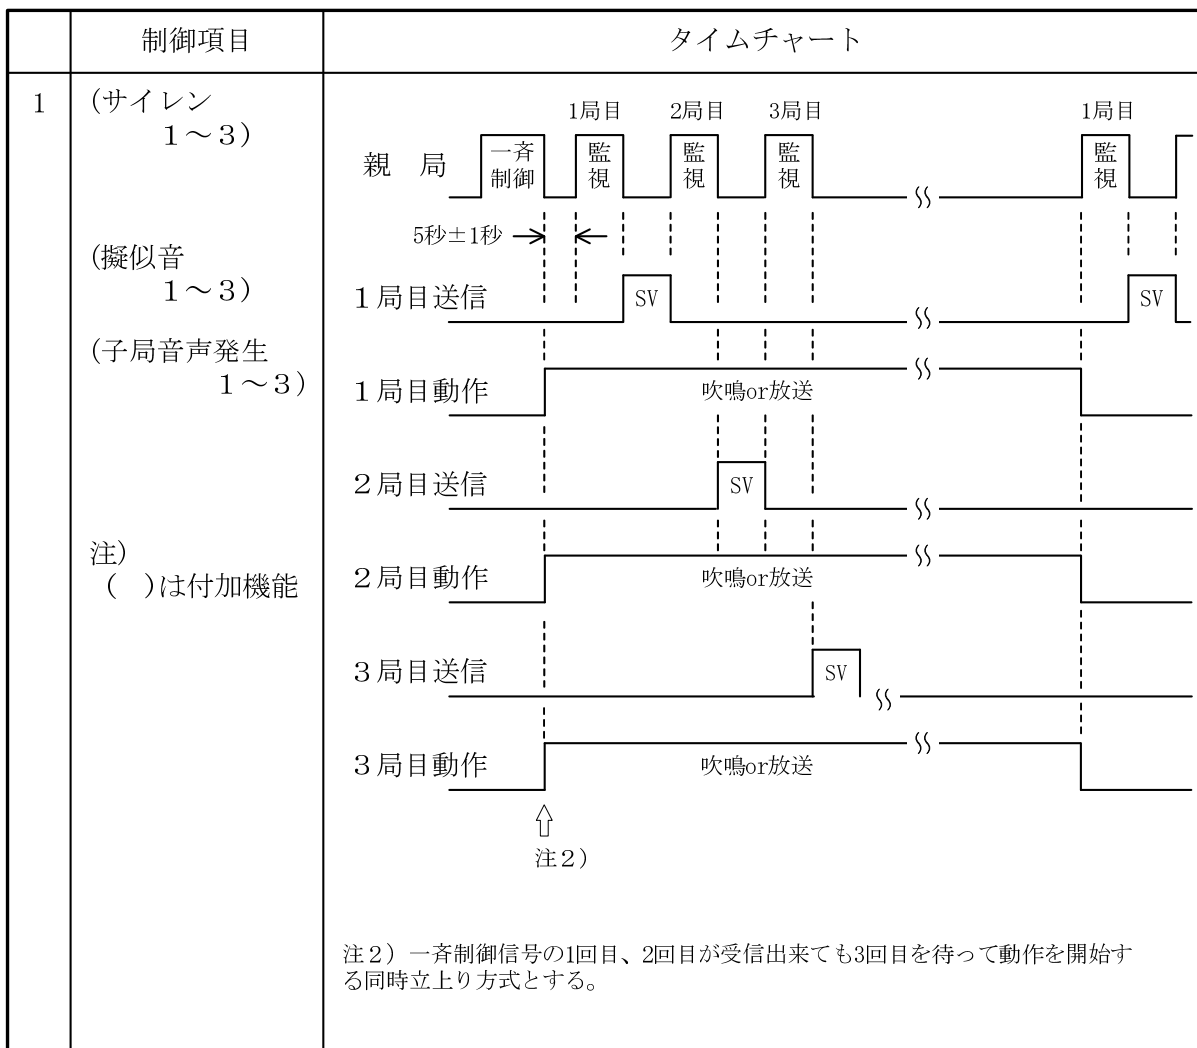 制御項目
タイムチャート
1
(サイレン
1～3)
(擬似音
1～3)
(子局音声発生
1～3)
注)
(　)は付加機能
1局目
2局目
3局目
1局目
親　局
一斉
制御
監
視
監
視
監
視
監
視
5秒±1秒
1局目送信
SV
SV
1局目動作
吹鳴or放送
2局目送信
SV
2局目動作
吹鳴or放送
3局目送信
SV
3局目動作
吹鳴or放送
注2)
注2) 一斉制御信号の1回目、2回目が受信出来ても3回目を待って動作を開始す
る同時立上り方式とする。